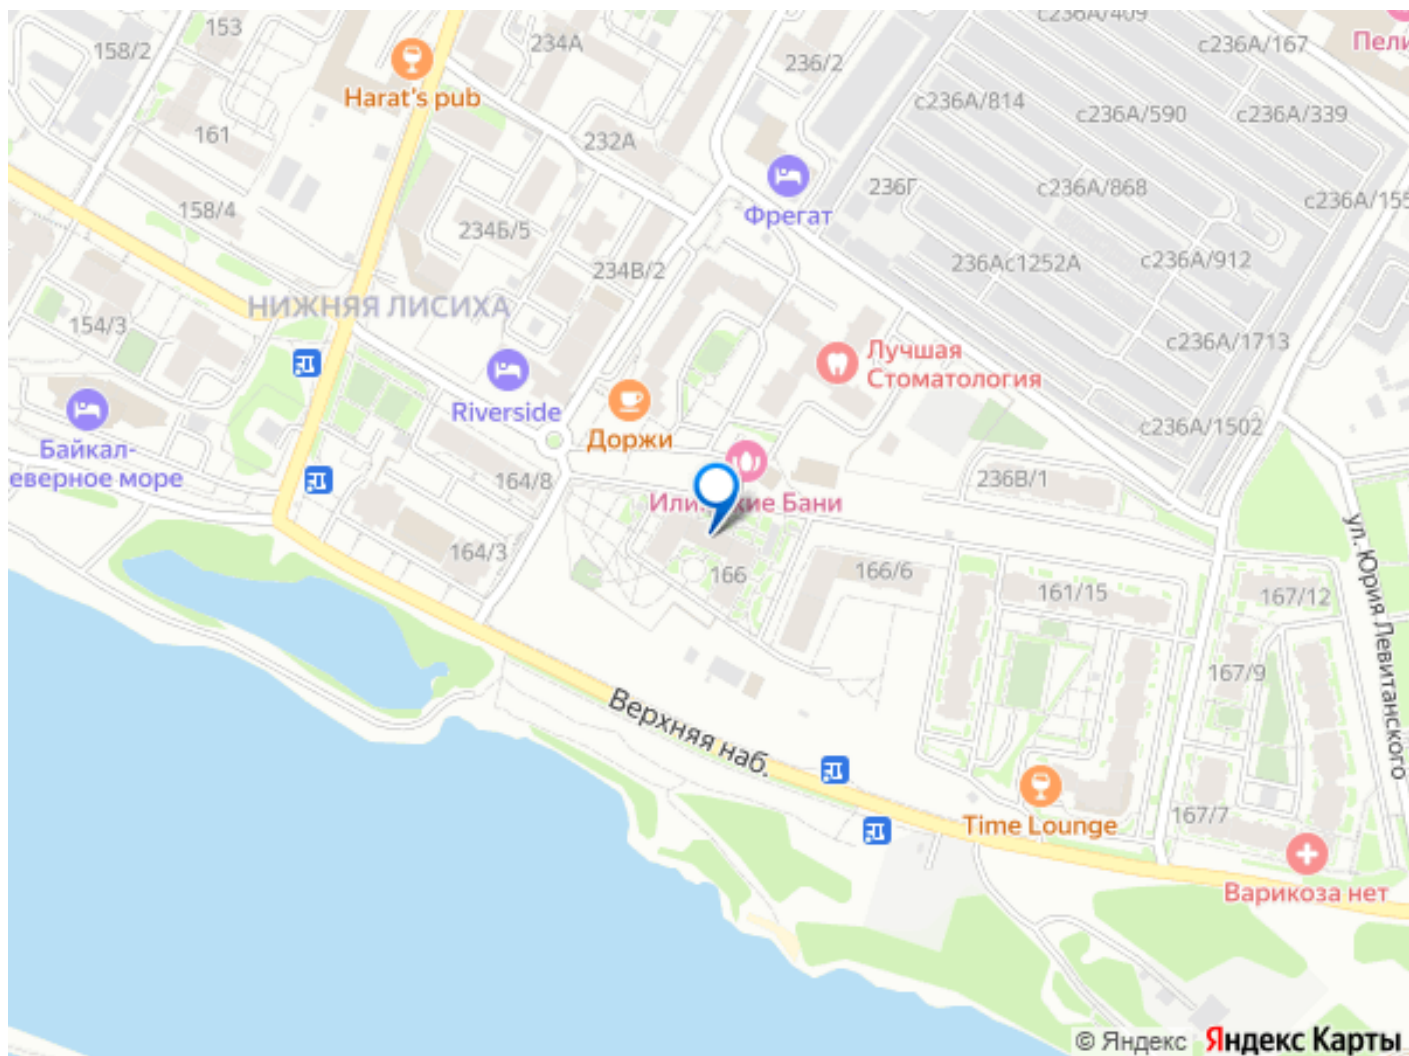 153
158/2
234А
с236А/409
с236А/167
236/2
Harat's pub
с236А/814
с236А/590
с236А/339
161
232А
236Г
с236А/868
с236А/155
158/4
Фрегат
234Б/5
234В/2
236Ас1252А
с236А/912
НИЖНЯЯ ЛИСИХА
154/3
с236А/1713
Лучшая
Стоматология
Riverside
Доржи
с236А/1502
Байкал-
еверное море
164/8
236В/1
кие Бани
164/3
166
166/6
161/15
167/12
ул. Юрия Левитанского
167/9
Верхняя наб.
Time Lounge
167/7
Варикоза нет
© Яндекс Яндекс Карты